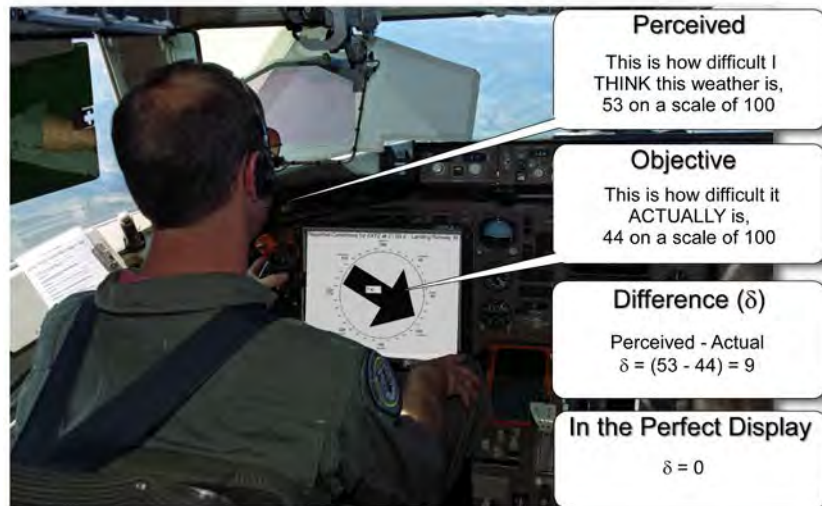 Perceived
This is how difficult I
THINK this weather is,
53 on a scale of 100
Objective
This is how difficult it
ACTUALLY is,
44 on a scale of 100
Difference (δ)
Perceived - Actual
δ = (53 - 44) = 9
In the Perfect Display
δ = 0